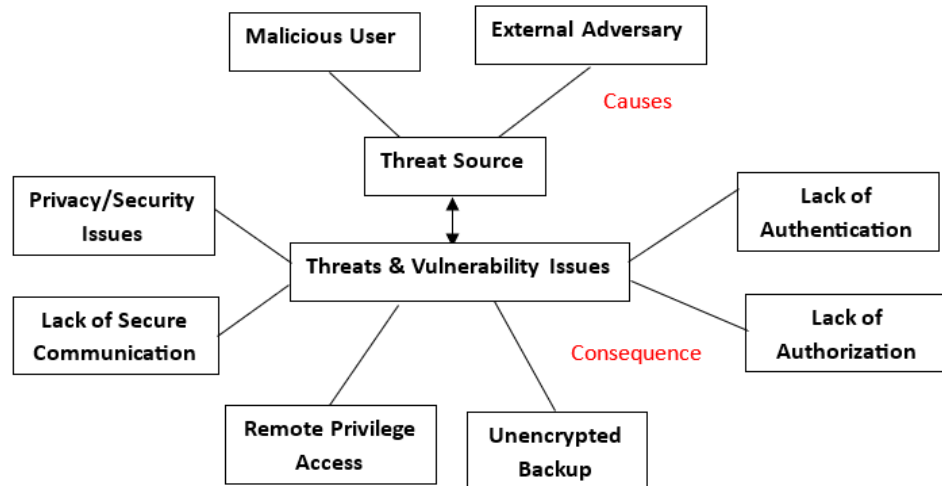 Malicious User
External Adversary
Causes
Threat Source
Privacy/Security
Issues
Lack of
Authentication
Threats & Vulnerability Issues
Lack of Secure
Communication
Lack of
Authorization
Consequence
Remote Privilege
Access
Unencrypted
Backup